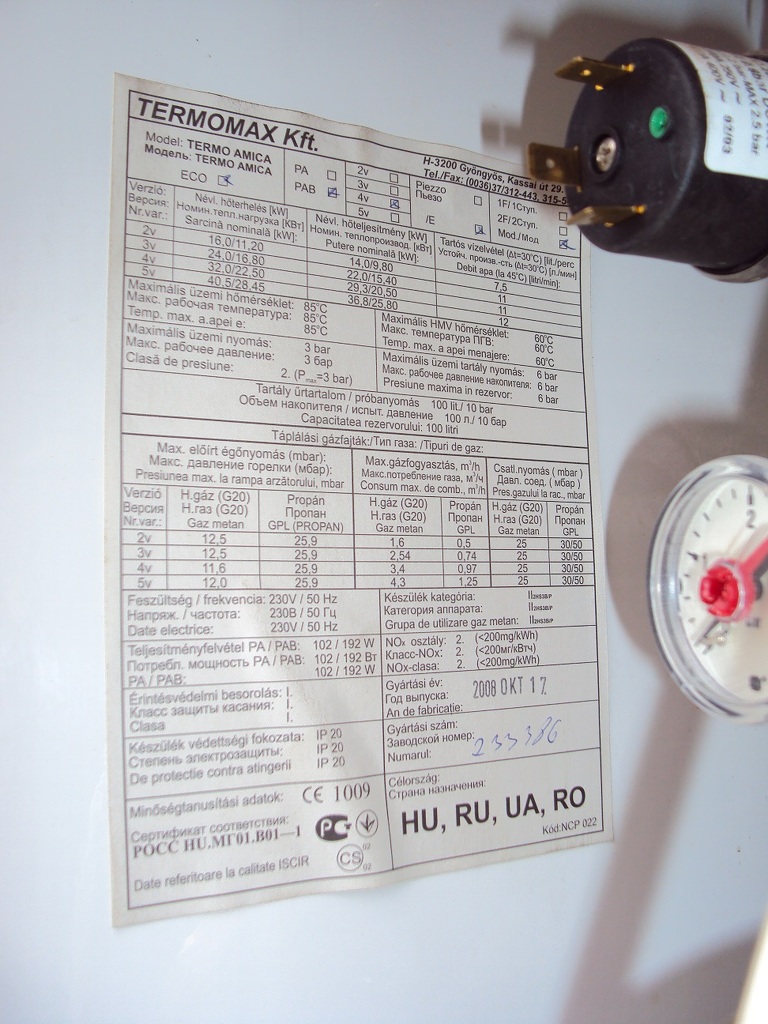 TERMOMAX Kft.
H-3200 Gyöngyös, Kassai út 29.
Tel./Fax: (0036)37/312-443, 315-5
Model: TERMO AMICA
Модель: TERMO AMICA
ECO
PA
PAB
2v
3v
4v
5v
Piezzo
Пьезо
/E
1F/1Ступ.
2F/2Ступ.
Mod./Мод
Verzió:
Версия:
Nr.var.:
Névl. hőterhelés [kW]
Номин.тепл.нагрузка [КВт]
Sarcină nominală [kW]:
Névl. hőteljesítmény [kW]
Номин. теплопроизвод. [кВт]
Putere nominală [kW]:
Tartós vízelvétel (Δt=30°C) [lit./perc
Устойч. произв.-сть (Δt=30°C) [л./мин]
Debit apa (la 45°C) [litri/min]:
2v 16,0/11,20 14,0/9,80 7,5
3v 24,0/16,80 22,0/15,40 11
4v 32,0/22,50 29,3/20,50 11
5v 40,5/28,45 36,8/25,80 12
Maximális üzemi hőmérséklet: 85°C
Макс. рабочая температура: 85°C
Temp. max. a.apei e: 85°C
Maximális HMV hőmérséklet: 60°C
Макс. температура ПГВ: 60°C
Temp. max. a apei menajere: 60°C
Maximális üzemi nyomás: 3 bar
Макс. рабочее давление: 3 бар
Clasă de presiune: 2. (Pmax=3 bar)
Maximális üzemi tartály nyomás: 6 bar
Макс. рабочее давление накопителя: 6 bar
Presiune maxima in rezervor: 6 bar
Tartály űrtartalom / próbanyomás 100 lit./ 10 bar
Объем накопителя / испыт. давление 100 л./ 10 бар
Capacitatea rezervorului: 100 litri
Táplálási gázfajták:/Тип газа: /Tipuri de gaz:
Max. előírt égőnyomás (mbar):
Макс. давление горелки (мбар):
Presiunea max. la rampa arzătorului, mbar
Max.gázfogyasztás, m³/h
Макс.потребление газа, м³/ч
Consum max. de comb., m³/h
Csatl.nyomás ( mbar )
Давл. соед. ( мбар )
Pres.gazului la rac., mbar
Verzió
Версия
Nr.var.:
H.gáz (G20)
H.газ (G20)
Gaz metan
Propán
Пропан
GPL (PROPAN)
H.gáz (G20)
H.газ (G20)
Gaz metan
Propán
Пропан
GPL
H.gáz (G20)
H.газ (G20)
Gaz metan
Propán
Пропан
GPL
2v 12,5 25,9 1,6 0,5 25 30/50
3v 12,5 25,9 2,54 0,74 25 30/50
4v 11,6 25,9 3,4 0,97 25 30/50
5v 12,0 25,9 4,3 1,25 25 30/50
Feszültség / frekvencia: 230V / 50 Hz
Напряж. / частота: 230В / 50 Гц
Date electrice: 230V / 50 Hz
Készülék kategória: II2HS3B/P
Категория аппарата: II2HS3B/P
Grupa de utilizare gaz metan: II2HS3B/P
Teljesítményfelvétel PA / PAB: 102 / 192 W
Потребл. мощность PA / PAB: 102 / 192 Вт
PA / PAB: 102 / 192 W
NOx osztály: 2. (<200mg/kWh)
Класс-NOx: 2. (<200мг/кВтч)
NOx-clasa: 2. (<200mg/kWh)
Érintésvédelmi besorolás: I.
Класс защиты касания: I.
Clasa I.
Gyártási év:
Год выпуска:
An de fabricaţie:
2008 OKT 17.
Készülék védettségi fokozata: IP 20
Степень электрозащиты: IP 20
De protectie contra atingerii IP 20
Gyártási szám:
Заводской номер:
Numarul:
233386
Minőségtanusítási adatok: CE 1009
Сертификат соответствия:
РОСС HU.МГ01.В01—1
Date referitoare la calitate ISCIR
CS
02
02
Célország:
Страна назначения:
HU, RU, UA, RO
Kód:NCP 022
MAX 2.5 bar
02/03
2
0